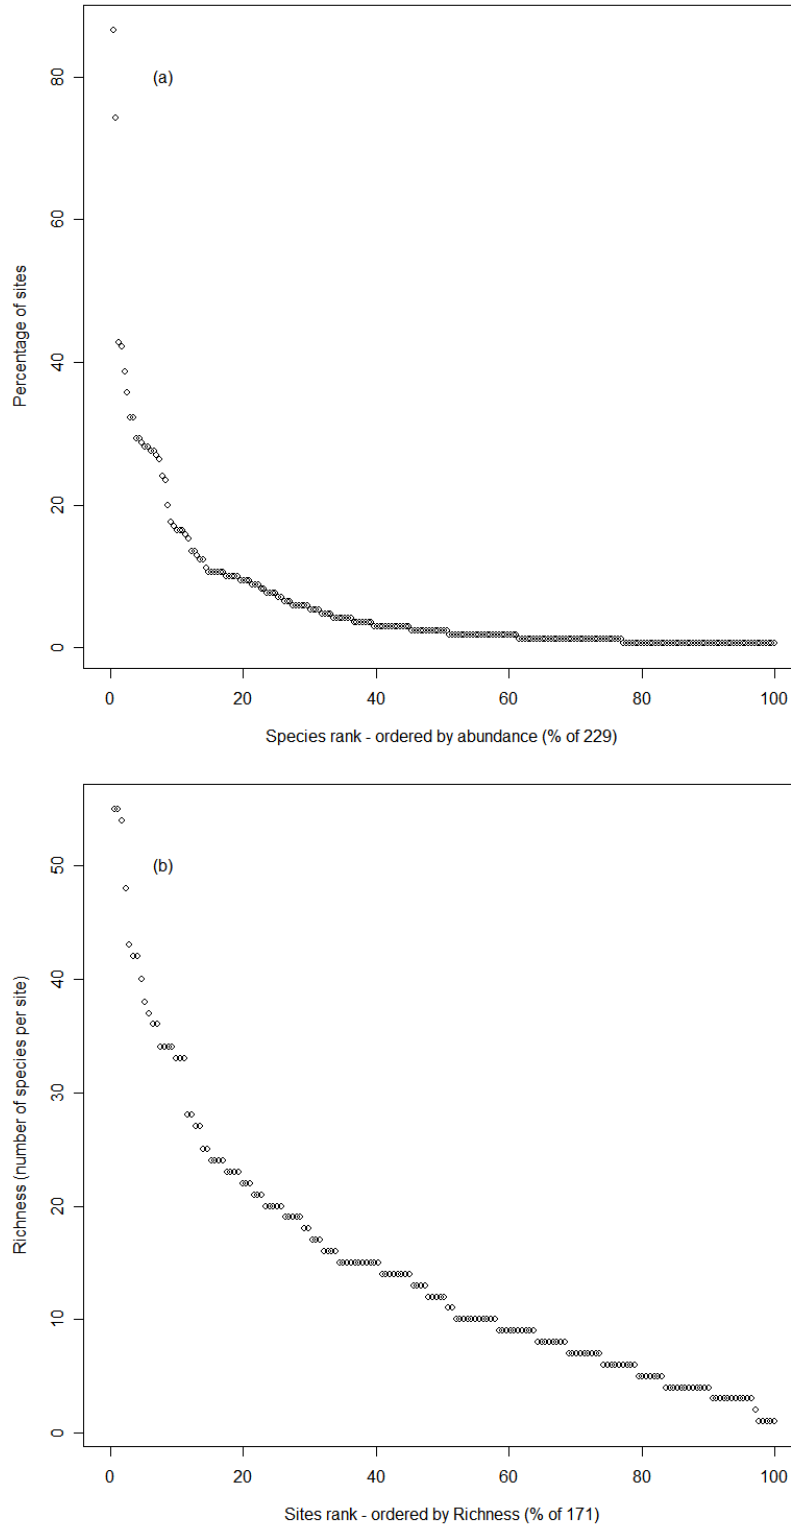 (a)
80
60
40
20
0
Percentage of sites
0 20 40 60 80 100
Species rank - ordered by abundance (% of 229)
(b)
50
40
30
20
10
0
Richness (number of species per site)
0 20 40 60 80 100
Sites rank - ordered by Richness (% of 171)